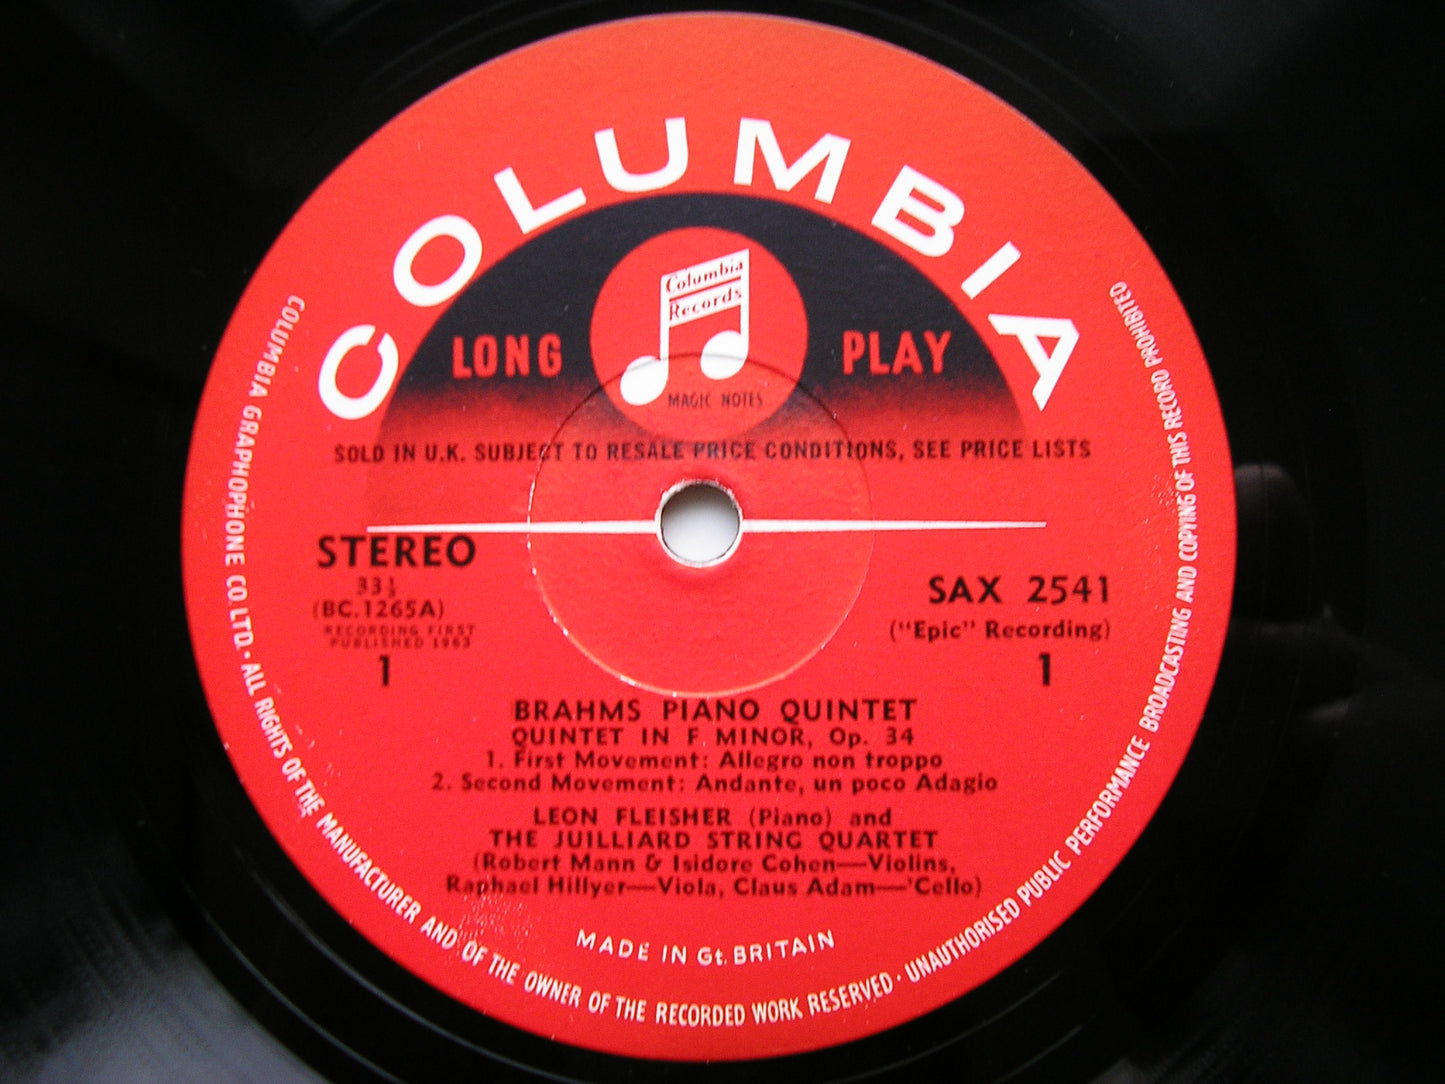 COLUMBIA
Columbia
Records
LONG PLAY
MAGIC NOTES
SOLD IN U.K. SUBJECT TO RESALE PRICE CONDITIONS, SEE PRICE LISTS
STEREO
33⅓
(BC.1265A)
RECORDING FIRST
PUBLISHED 1963
1
SAX 2541
("Epic" Recording)
1
BRAHMS PIANO QUINTET
QUINTET IN F MINOR, Op. 34
1. First Movement: Allegro non troppo
2. Second Movement: Andante, un poco Adagio
LEON FLEISHER (Piano) and
THE JUILLIARD STRING QUARTET
(Robert Mann & Isidore Cohen—Violins,
Raphael Hillyer—Viola, Claus Adam—'Cello)
MADE IN Gt. BRITAIN
COLUMBIA GRAPHOPHONE CO. LTD. · ALL RIGHTS OF THE MANUFACTURER AND OF THE OWNER OF THE RECORDED WORK RESERVED · UNAUTHORISED PUBLIC PERFORMANCE BROADCASTING AND COPYING OF THIS RECORD PROHIBITED